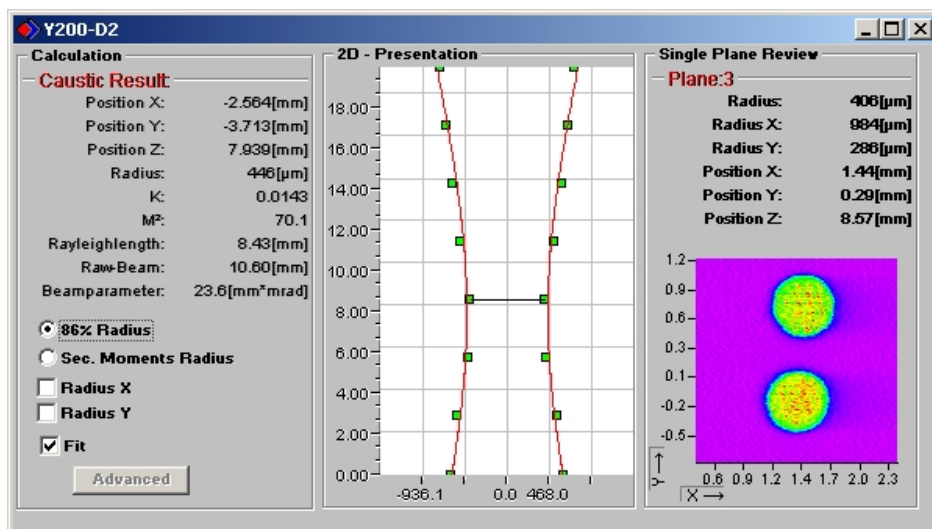 Y200-D2
Calculation
Caustic Result:
Position X: -2.564[mm]
Position Y: -3.713[mm]
Position Z: 7.939[mm]
Radius: 446[µm]
K: 0.0143
M²: 70.1
Rayleighlength: 8.43[mm]
Raw-Beam: 10.60[mm]
Beamparameter: 23.6[mm*mrad]
86% Radius
Sec. Moments Radius
Radius X
Radius Y
Fit
Advanced
2D - Presentation
18.00
16.00
14.00
12.00
10.00
8.00
6.00
4.00
2.00
0.00
-936.1 0.0 468.0
Single Plane Review
Plane:3
Radius: 406[µm]
Radius X: 984[µm]
Radius Y: 286[µm]
Position X: 1.44[mm]
Position Y: 0.29[mm]
Position Z: 8.57[mm]
1.2
0.9
0.6
0.3
0.1
-0.2
-0.5
Y →
0.6 0.9 1.2 1.4 1.7 2.0 2.3
X →